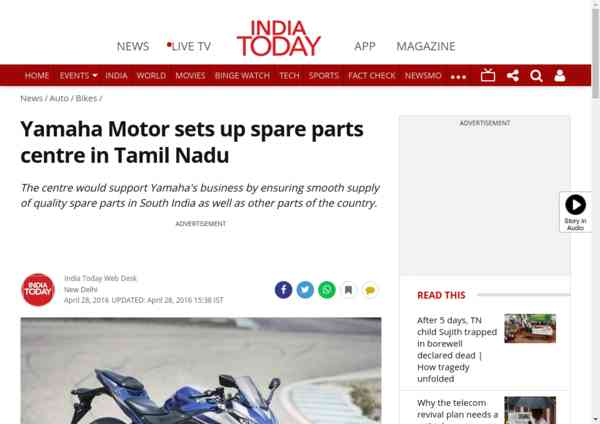 NEWS
LIVE TV
INDIA
TODAY
APP
MAGAZINE
HOME EVENTS INDIA WORLD MOVIES BINGE WATCH TECH SPORTS FACT CHECK NEWSMO
News / Auto / Bikes /
Yamaha Motor sets up spare parts
centre in Tamil Nadu
The centre would support Yamaha's business by ensuring smooth supply
of quality spare parts in South India as well as other parts of the country.
ADVERTISEMENT
INDIA
TODAY
India Today Web Desk
New Delhi
April 28, 2016 UPDATED: April 28, 2016 15:38 IST
ADVERTISEMENT
Story in
Audio
READ THIS
After 5 days, TN
child Sujith trapped
in borewell
declared dead |
How tragedy
unfolded
Why the telecom
revival plan needs a